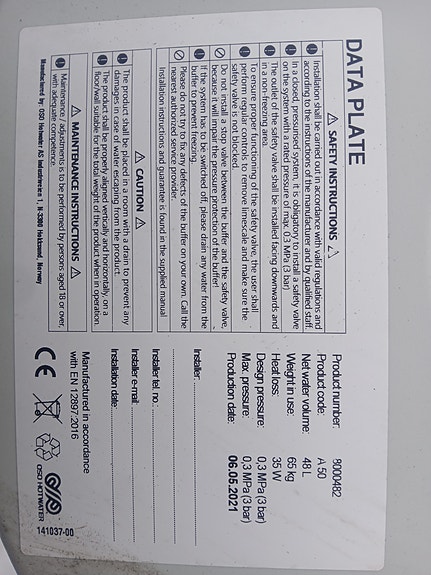 DATA PLATE
SAFETY INSTRUCTIONS
Installation shall be carried out in accordance with valid regulations and
according to the instructions of the manufacturer and by qualified staff.
In a closed, pressurised system, it is obligatory to install a safety valve
on the system with a rated pressure of max. 0,3 MPa (3 bar)
The outlet of the safety valve shall be installed facing downwards and
in a non-freezing area.
To ensure proper functioning of the safety valve, the user shall
perform regular controls to remove limescale and make sure the
safety valve is not blocked.
Do not install a stop valve between the buffer and the safety valve,
because it will impair the pressure protection of the buffer!
If the system has to be switched off, please drain any water from the
buffer to prevent freezing.
Please do not try to fix any defects of the buffer on your own. Call the
nearest authorized service provider.
Installation instructions and guarantee is found in the supplied manual
CAUTION
The product shall be placed in a room with a drain to prevent any
damages in case of water escaping from the product.
The product shall be properly aligned vertically and horizontally, on a
floor/wall suitable for the total weight of the product when in operation.
MAINTENANCE INSTRUCTIONS
Maintenance / adjustments is to be performed by persons aged 18 or over,
with adequate competence.
Manufactured by: OSO Hotwater AS Industriveien 1, N-3300 Hokksund, Norway
Product number: 8000482
Product code: A 50
Net water volume: 48 L
Weight in use: 65 kg
Heat loss: 35 W
Design pressure: 0,3 MPa (3 bar)
Max. pressure: 0,3 MPa (3 bar)
Production date: 06.05.2021
Installer:
Installer tel. no.:
Installer e-mail:
Installation date:
Manufactured in accordance
with EN 12897:2016
CE
OSO HOTWATER
141037-00